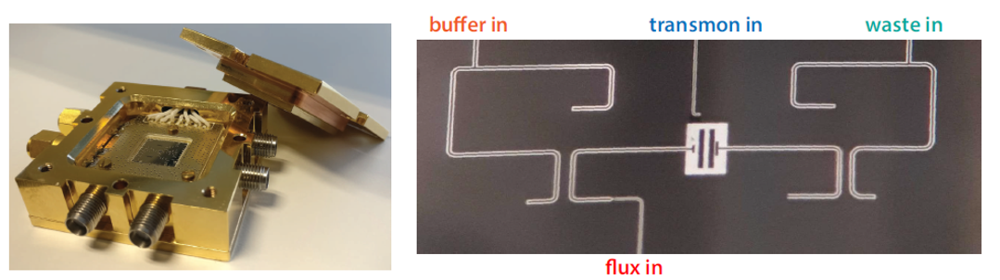 buffer in
transmon in
waste in
flux in